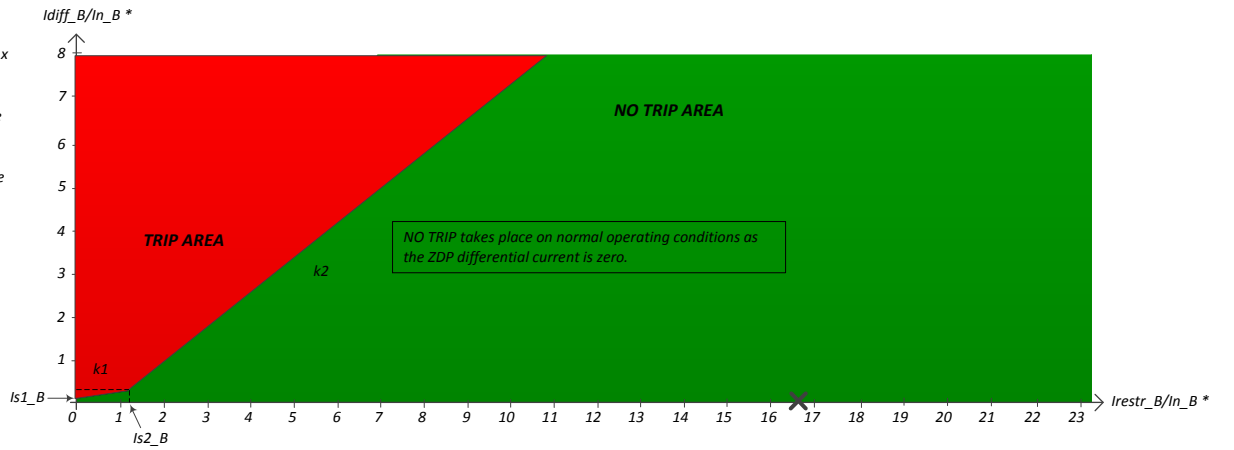 Idiff_B/In_B *
x
8
7
6
e
5
4
3
2
1
NO TRIP AREA
TRIP AREA
NO TRIP takes place on normal operating conditions as
the ZDP differential current is zero.
k2
k1
Is1_B
0 1 2 3 4 5 6 7 8 9 10 11 12 13 14 15 16 17 18 19 20 21 22 23
Irestr_B/In_B *
Is2_B